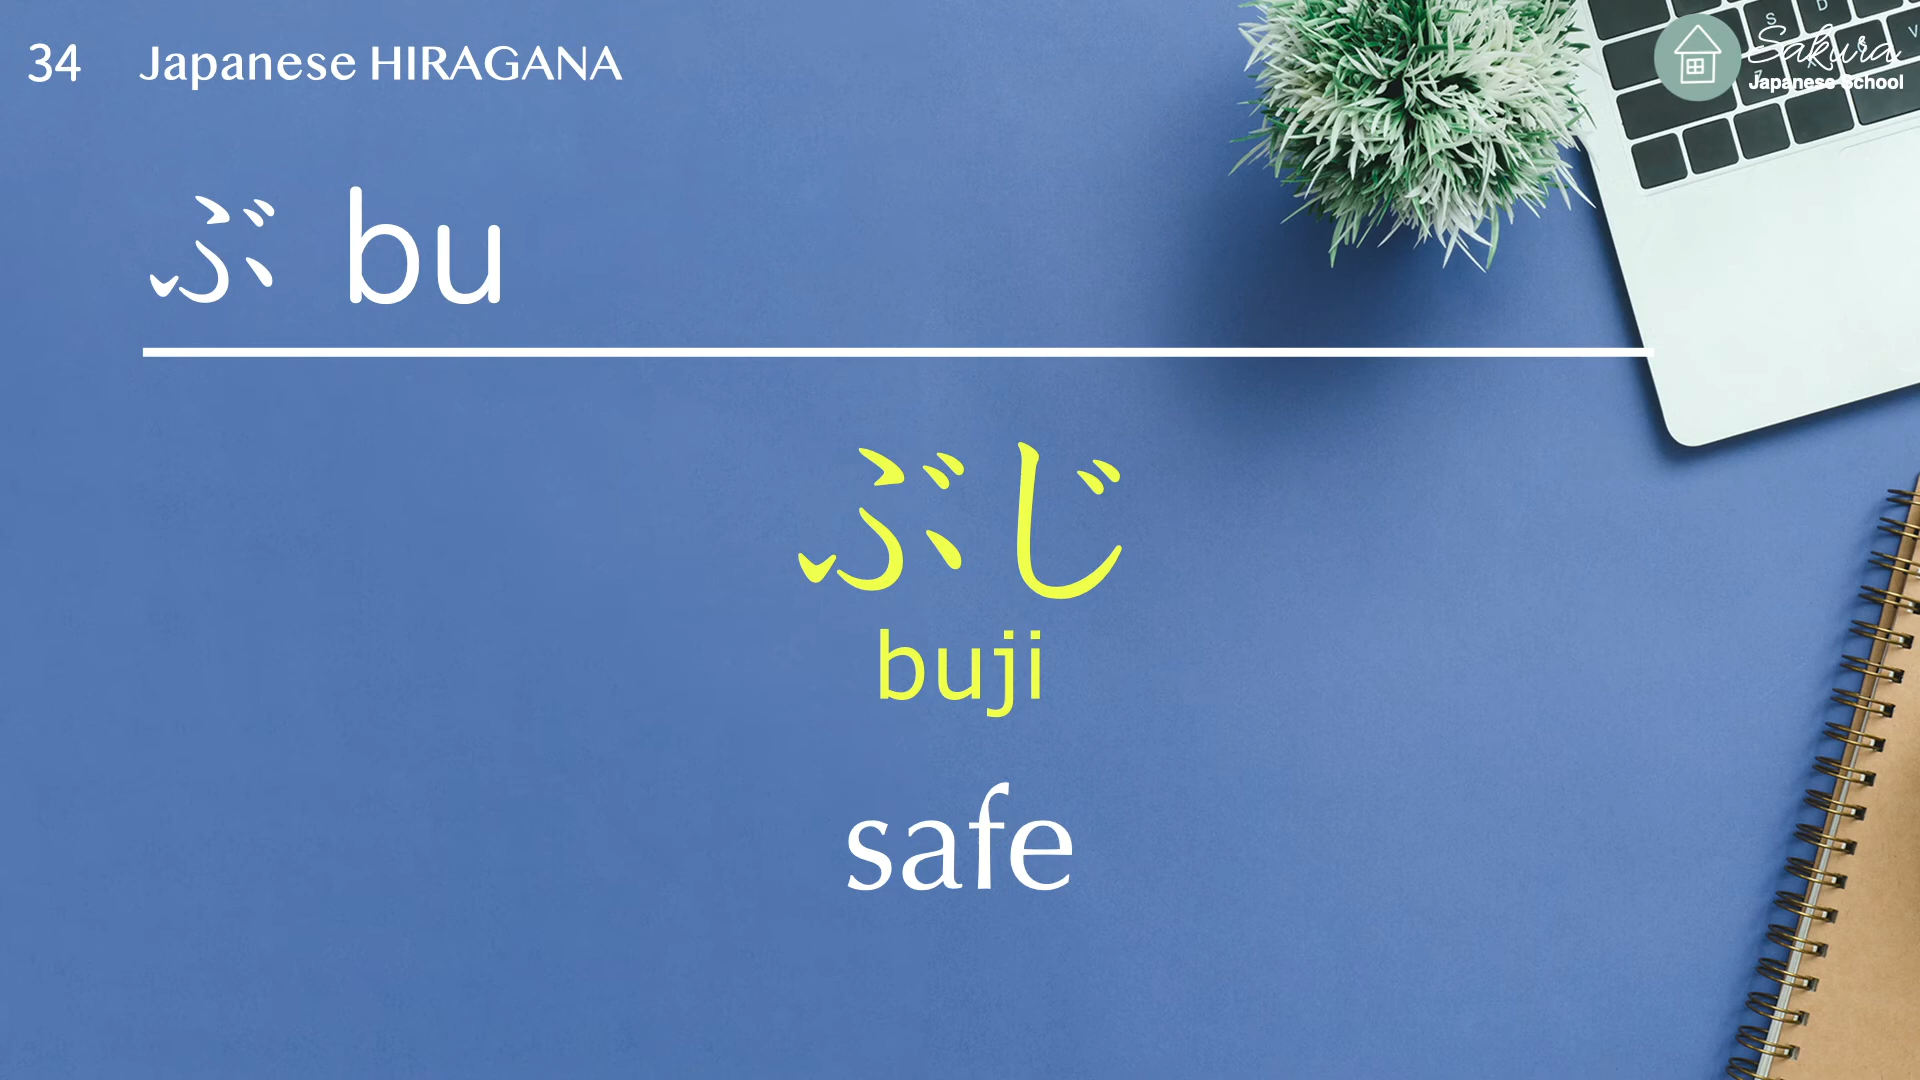 34 Japanese HIRAGANA
Sakura
Japanese School
ぶ bu
ぶじ
buji
safe